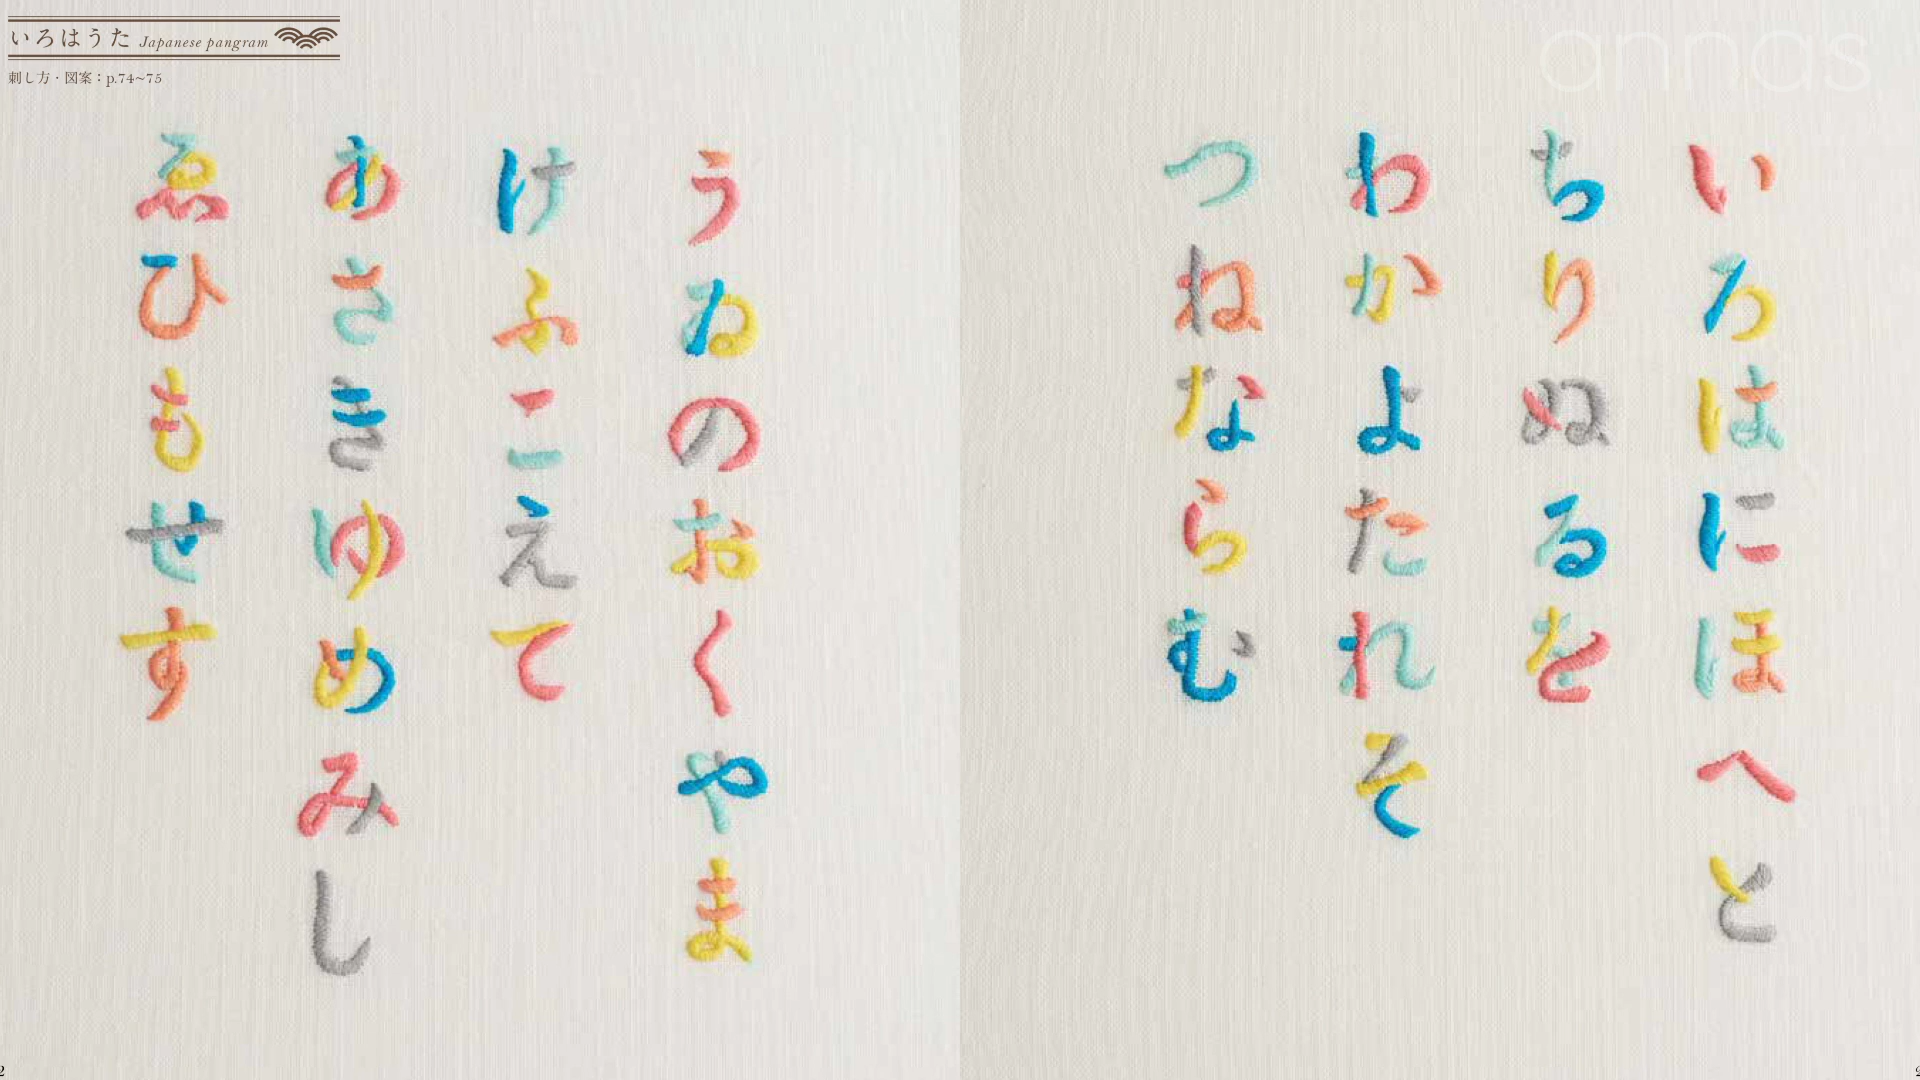 いろはうた Japanese pangram
刺し方・図案：p.74~75
annas
いろはにほへと
ちりぬるを
わかよたれそ
つねならむ
うゐのおくやま
けふこえて
あさきゆめみし
ゑひもせす
2
2